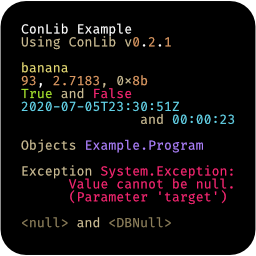 ConLib Example
Using ConLib v0.2.1
banana
93, 2.7183, 0×8b
True and False
2020-07-05T23:30:51Z
and 00:00:23
Objects Example.Program
Exception System.Exception:
Value cannot be null.
(Parameter 'target')
<null> and <DBNull>